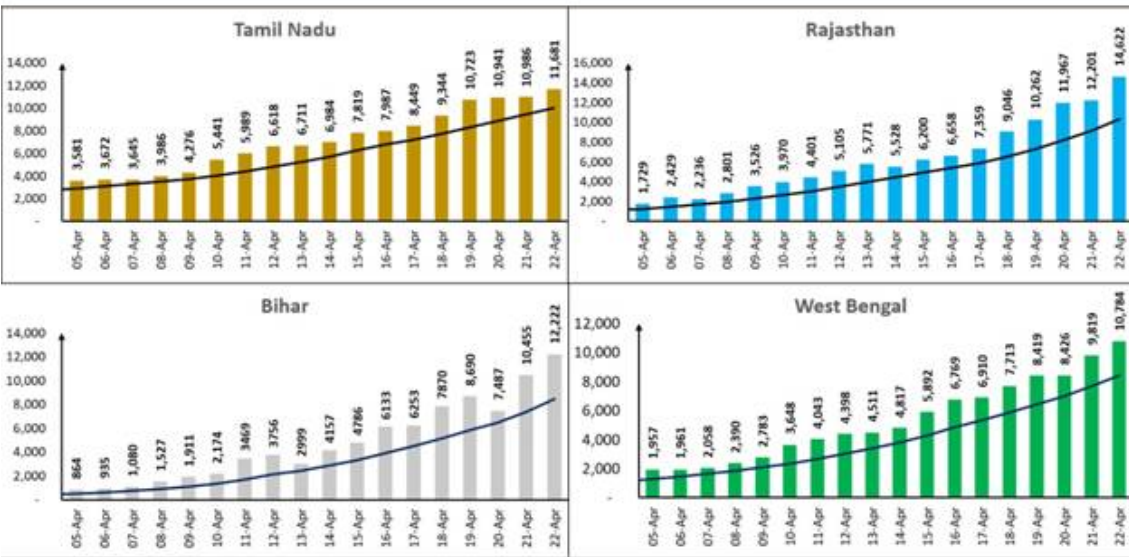 Tamil Nadu
14,000
12,000
10,000
8,000
6,000
4,000
2,000
-
3,581
3,672
3,645
3,986
4,276
5,441
5,989
6,618
6,711
6,984
7,819
7,987
8,449
9,344
10,723
10,941
10,986
11,681
05-Apr
06-Apr
07-Apr
08-Apr
09-Apr
10-Apr
11-Apr
12-Apr
13-Apr
14-Apr
15-Apr
16-Apr
17-Apr
18-Apr
19-Apr
20-Apr
21-Apr
22-Apr
Rajasthan
16,000
14,000
12,000
10,000
8,000
6,000
4,000
2,000
-
1,729
2,429
2,236
2,801
3,526
3,970
4,401
5,105
5,771
5,528
6,200
6,658
7,359
9,046
10,262
11,967
12,201
14,622
05-Apr
06-Apr
07-Apr
08-Apr
09-Apr
10-Apr
11-Apr
12-Apr
13-Apr
14-Apr
15-Apr
16-Apr
17-Apr
18-Apr
19-Apr
20-Apr
21-Apr
22-Apr
Bihar
14,000
12,000
10,000
8,000
6,000
4,000
2,000
-
864
935
1,080
1,527
1,911
2,174
3469
3756
2999
4157
4786
6133
6253
7870
8,690
7,487
10,455
12,222
05-Apr
06-Apr
07-Apr
08-Apr
09-Apr
10-Apr
11-Apr
12-Apr
13-Apr
14-Apr
15-Apr
16-Apr
17-Apr
18-Apr
19-Apr
20-Apr
21-Apr
22-Apr
West Bengal
12,000
10,000
8,000
6,000
4,000
2,000
-
1,957
1,961
2,058
2,390
2,783
3,648
4,043
4,398
4,511
4,817
5,892
6,769
6,910
7,713
8,419
8,426
9,819
10,784
05-Apr
06-Apr
07-Apr
08-Apr
09-Apr
10-Apr
11-Apr
12-Apr
13-Apr
14-Apr
15-Apr
16-Apr
17-Apr
18-Apr
19-Apr
20-Apr
21-Apr
22-Apr